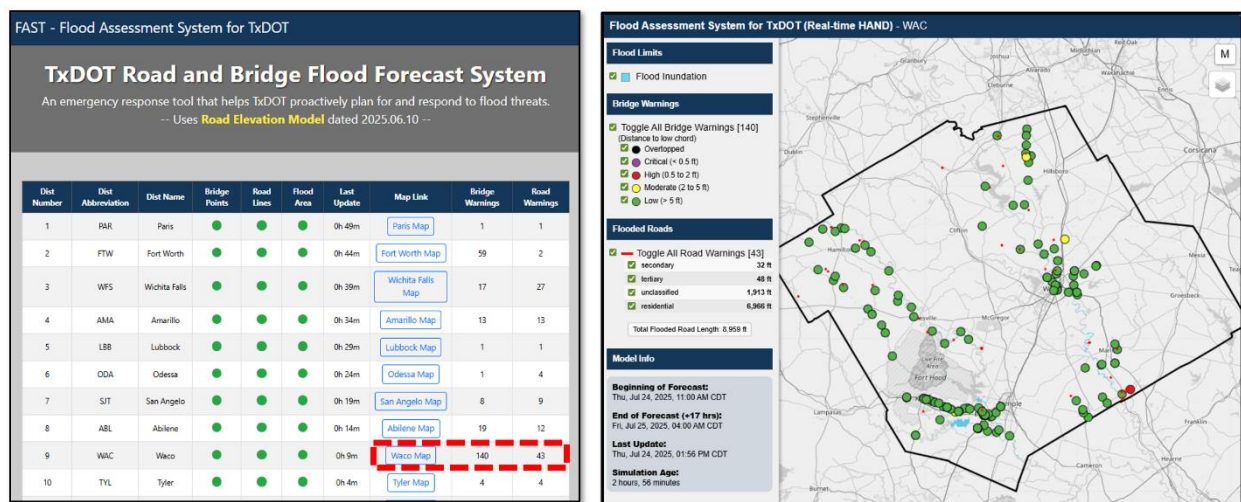 FAST - Flood Assessment System for TxDOT
TxDOT Road and Bridge Flood Forecast System
An emergency response tool that helps TxDOT proactively plan for and respond to flood threats.
-- Uses Road Elevation Model dated 2025.06.10 --
Dist Number Dist Abbreviation Dist Name Bridge Points Road Lines Flood Area Last Update Map Link Bridge Warnings Road Warnings
1 PAR Paris 0h 49m Paris Map 1 1
2 FTW Fort Worth 0h 44m Fort Worth Map 59 2
3 WFS Wichita Falls 0h 39m Wichita Falls Map 17 27
4 AMA Amarillo 0h 34m Amarillo Map 13 13
5 LBB Lubbock 0h 29m Lubbock Map 1 1
6 ODA Odessa 0h 24m Odessa Map 1 4
7 SJT San Angelo 0h 19m San Angelo Map 8 9
8 ABL Abilene 0h 14m Abilene Map 19 12
9 WAC Waco 0h 9m Waco Map 140 43
10 TYL Tyler 0h 4m Tyler Map 4 4
Flood Assessment System for TxDOT (Real-time HAND) - WAC
Flood Limits
Flood Inundation
Bridge Warnings
Toggle All Bridge Warnings [140]
(Distance to low chord)
Overtopped
Critical (< 0.5 ft)
High (0.5 to 2 ft)
Moderate (2 to 5 ft)
Low (> 5 ft)
Flooded Roads
Toggle All Road Warnings [43]
secondary 32 ft
tertiary 48 ft
unclassified 1,913 ft
residential 6,966 ft
Total Flooded Road Length: 8,959 ft
Model Info
Beginning of Forecast:
Thu, Jul 24, 2025, 11:00 AM CDT
End of Forecast (+17 hrs):
Fri, Jul 25, 2025, 04:00 AM CDT
Last Update:
Thu, Jul 24, 2025, 01:56 PM CDT
Simulation Age:
2 hours, 56 minutes
M
Red Oak
Granbury
Joshua
Alvarado
Waxahachie
Cleburne
Ennis
Stephenville
Dublin
Corsicana
Hillsboro
Clifton
Hamilton
Mexia
Groesbeck
McGregor
Live Fire
Area
Fort Hood
Lampasas
Franklin
Cameron
Hearne
Burnet